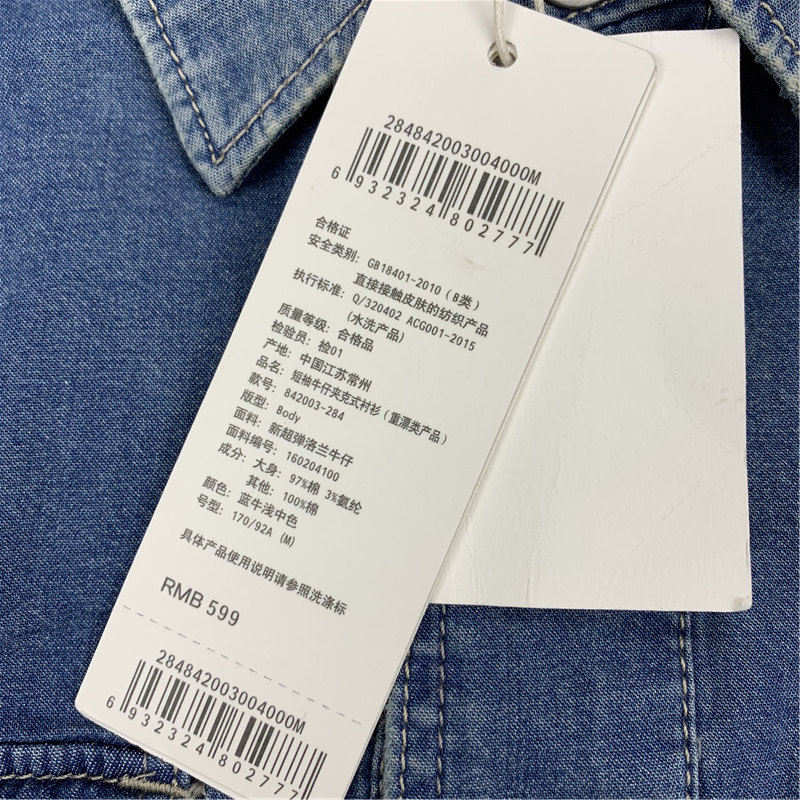 284842003004000M
6 932324 802777
合格证
安全类别: GB18401-2010 (B类)
直接接触皮肤的纺织产品
执行标准: Q/320402 ACG001-2015
(水洗产品)
质量等级: 合格品
检验员: 检01
产地: 中国江苏常州
品名: 短袖牛仔夹克式衬衫(重漂类产品)
款号: 842003-284
版型: Body
面料: 新超弹洛兰牛仔
面料编号: 160204100
成分: 大身: 97%棉 3%氨纶
其他: 100%棉
颜色: 蓝牛浅中色
号型: 170/92A (M)
具体产品使用说明请参照洗涤标
RMB 599
284842003004000M
6 932324 802777